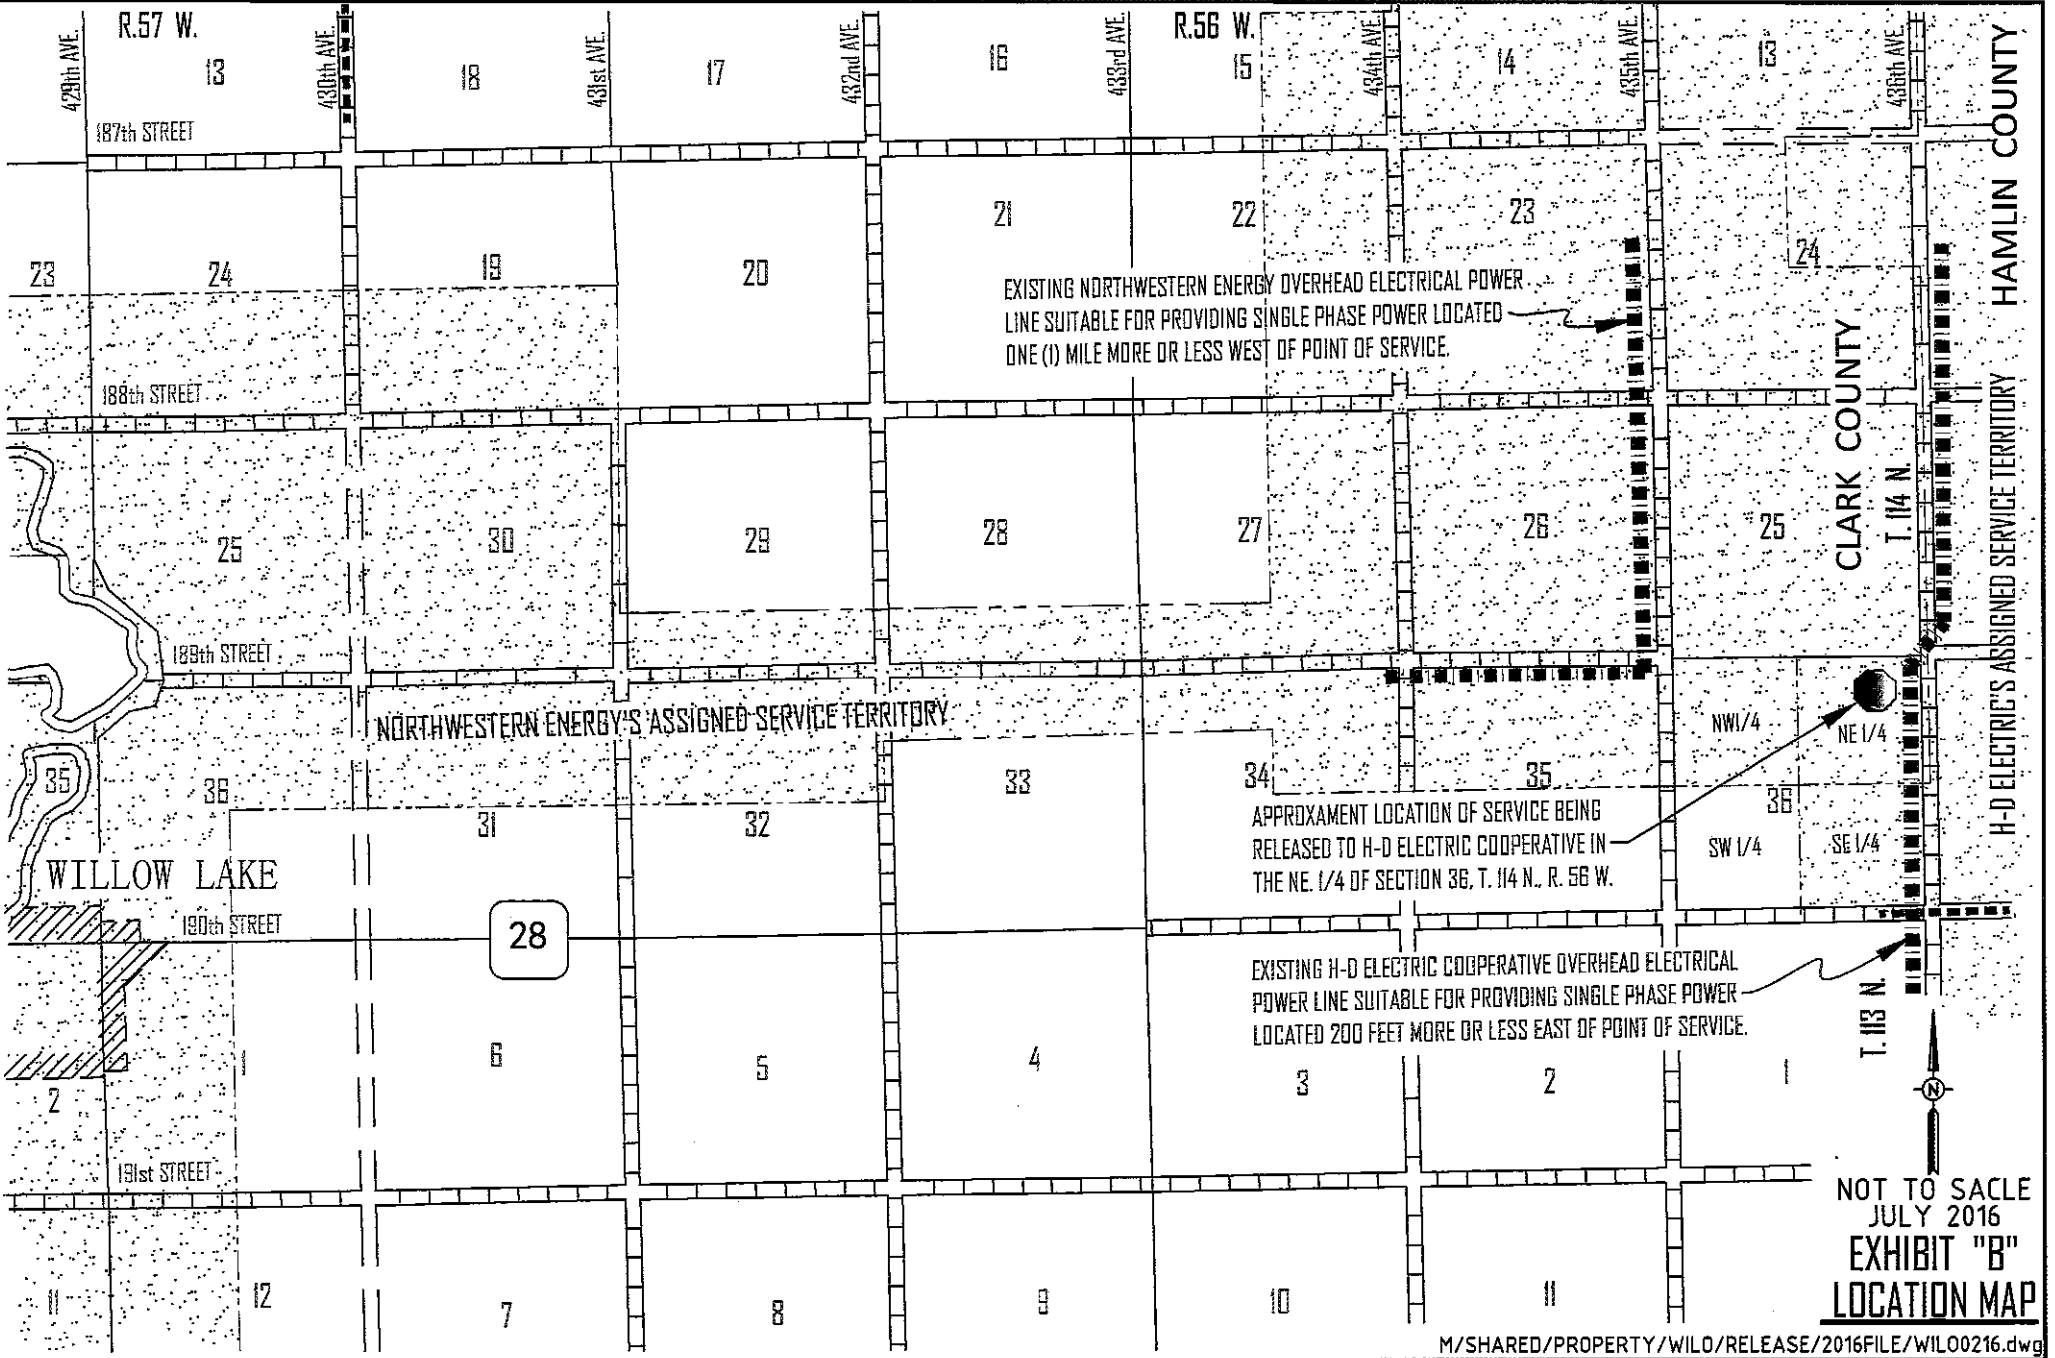 R.57 W.
R.56 W.
429th AVE.
430th AVE.
431st AVE.
432nd AVE.
433rd AVE.
434th AVE.
435th AVE.
436th AVE.
13
18
17
16
15
14
13
HAMLIN COUNTY
187th STREET
23
24
19
20
21
22
23
24
EXISTING NORTHWESTERN ENERGY OVERHEAD ELECTRICAL POWER
LINE SUITABLE FOR PROVIDING SINGLE PHASE POWER LOCATED
ONE (1) MILE MORE OR LESS WEST OF POINT OF SERVICE.
188th STREET
CLARK COUNTY
T. 114 N.
H-D ELECTRIC'S ASSIGNED SERVICE TERRITORY
25
30
29
28
27
26
25
189th STREET
NORTHWESTERN ENERGY'S ASSIGNED SERVICE TERRITORY
NW1/4
NE 1/4
35
36
31
32
33
34
35
36
SW 1/4
SE 1/4
APPROXAMENT LOCATION OF SERVICE BEING
RELEASED TO H-D ELECTRIC COOPERATIVE IN
THE NE. 1/4 OF SECTION 36, T. 114 N., R. 56 W.
WILLOW LAKE
190th STREET
28
EXISTING H-D ELECTRIC COOPERATIVE OVERHEAD ELECTRICAL
POWER LINE SUITABLE FOR PROVIDING SINGLE PHASE POWER
LOCATED 200 FEET MORE OR LESS EAST OF POINT OF SERVICE.
T. 113 N.
2
1
6
5
4
3
2
1
N
191st STREET
11
12
7
8
9
10
11
NOT TO SACLE
JULY 2016
EXHIBIT "B"
LOCATION MAP
M/SHARED/PROPERTY/WILO/RELEASE/2016FILE/WILO0216.dwg